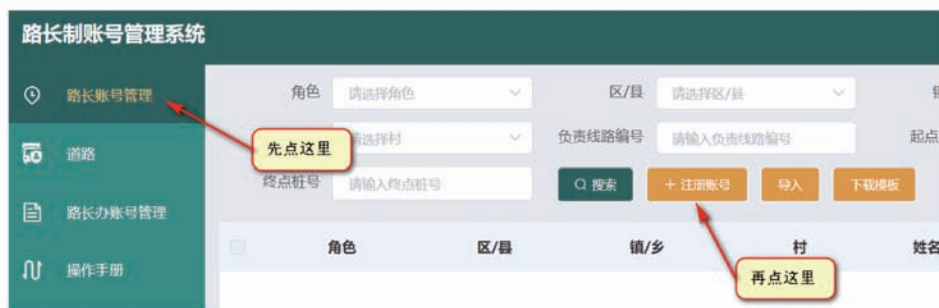 路长制账号管理系统
路长账号管理
角色 请选择角色 区/县 请选择区/县
道路
先点这里
请选择村 负责线路编号 请输入负责线路编号 起点
终点桩号 请输入终点桩号 搜索 + 注册账号 导入 下载模板
路长办账号管理
角色 区/县 镇/乡 村 姓名
操作手册
再点这里